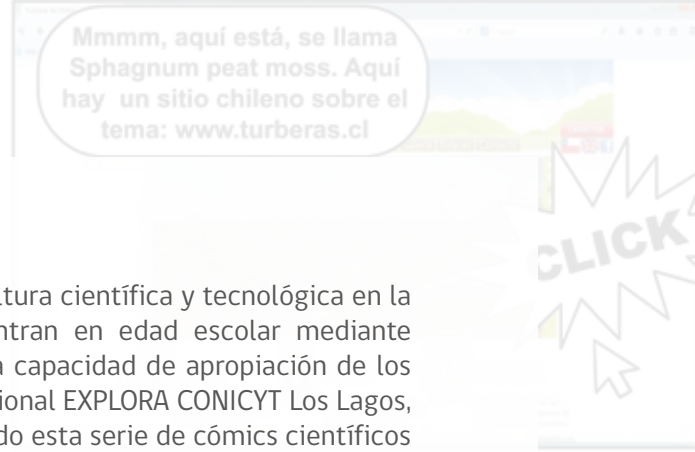 Mmmm, aquí está, se llama
Sphagnum peat moss. Aquí
hay un sitio chileno sobre el
tema: www.turberas.cl
CLICK
ltura científica y tecnológica en la
ntran en edad escolar mediante
a capacidad de apropiación de los
ional EXPLORA CONICYT Los Lagos,
do esta serie de cómics científicos